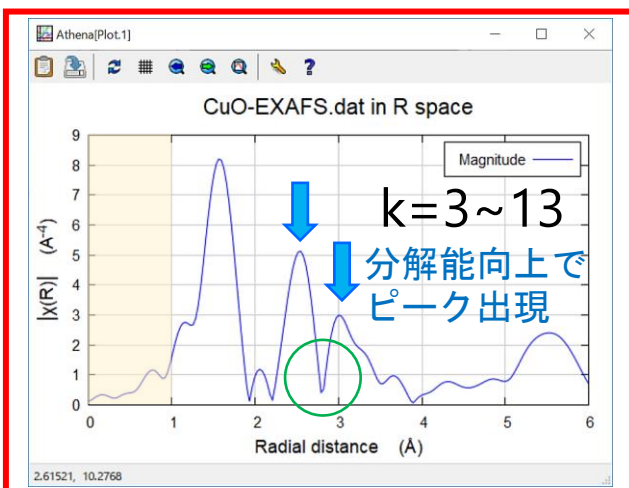 Athena[Plot.1]
CuO-EXAFS.dat in R space
Magnitude
k=3~13
分解能向上で
ピーク出現
|χ(R)| (A⁻⁴)
9
8
7
6
5
4
3
2
1
0
0 1 2 3 4 5 6
Radial distance (Å)
2.61521, 10.2768